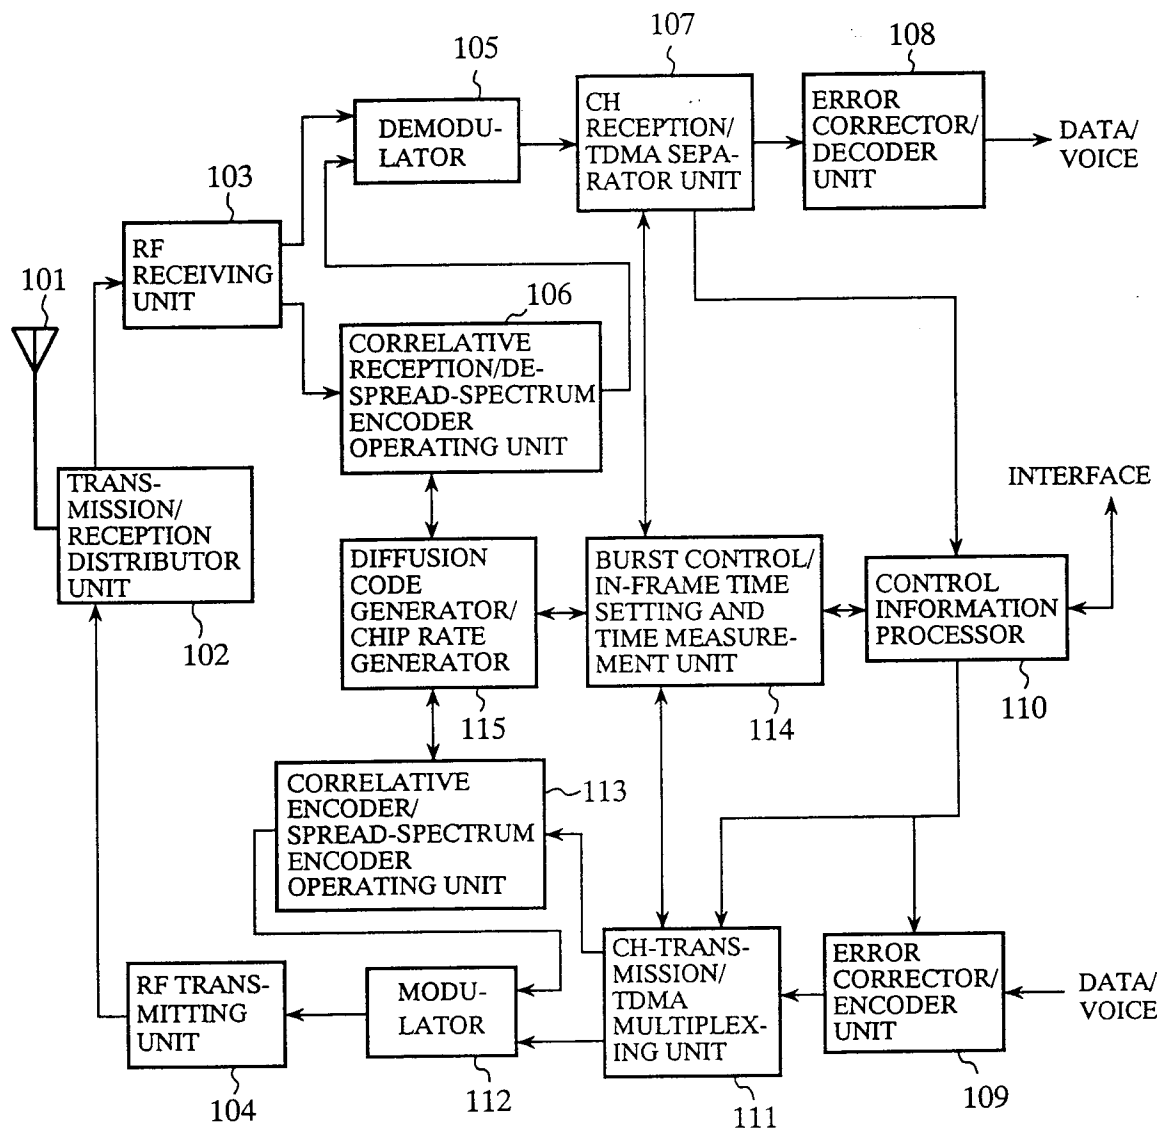 107
108
105
CH
RECEPTION/
TDMA SEPA-
RATOR UNIT
ERROR
CORRECTOR/
DECODER
UNIT
DEMODU-
LATOR
DATA/
VOICE
103
RF
RECEIVING
UNIT
101
106
CORRELATIVE
RECEPTION/DE-
SPREAD-SPECTRUM
ENCODER
OPERATING UNIT
TRANS-
MISSION/
RECEPTION
DISTRIBUTOR
UNIT
102
INTERFACE
DIFFUSION
CODE
GENERATOR/
CHIP RATE
GENERATOR
115
BURST CONTROL/
IN-FRAME TIME
SETTING AND
TIME MEASURE-
MENT UNIT
114
CONTROL
INFORMATION
PROCESSOR
110
CORRELATIVE
ENCODER/
SPREAD-SPECTRUM
ENCODER
OPERATING UNIT
113
RF TRANS-
MITTING
UNIT
104
MODU-
LATOR
112
CH-TRANS-
MISSION/
TDMA
MULTIPLEX-
ING UNIT
111
ERROR
CORRECTOR/
ENCODER
UNIT
109
DATA/
VOICE